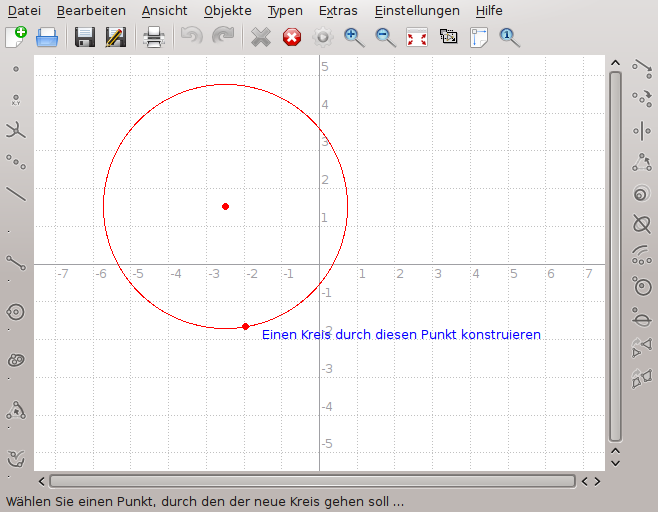 Datei Bearbeiten Ansicht Objekte Typen Extras Einstellungen Hilfe
X,Y
5
4
3
2
1
-7 -6 -5 -4 -3 -2 -1 1 2 3 4 5 6 7
-1
-2
Einen Kreis durch diesen Punkt konstruieren
-3
-4
-5
Wählen Sie einen Punkt, durch den der neue Kreis gehen soll ...